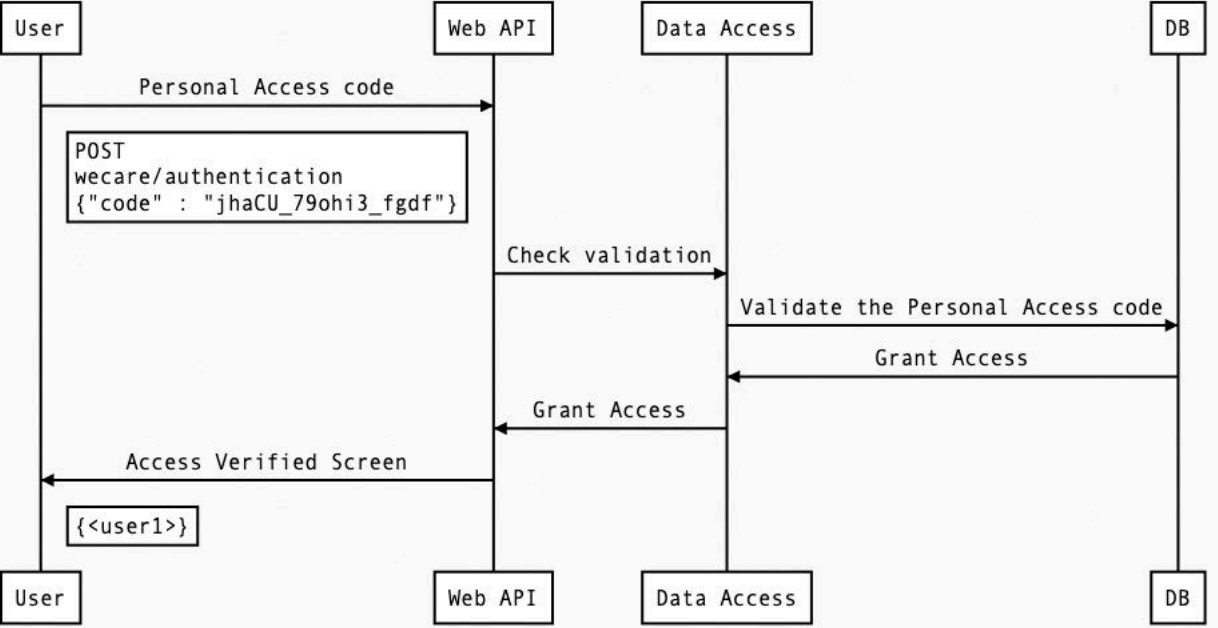 User
Web API
Data Access
DB
Personal Access code
POST
wecare/authentication
{"code" : "jhaCU_79ohi3_fgdf"}
Check validation
Validate the Personal Access code
Grant Access
Grant Access
Access Verified Screen
{<user1>}
User
Web API
Data Access
DB